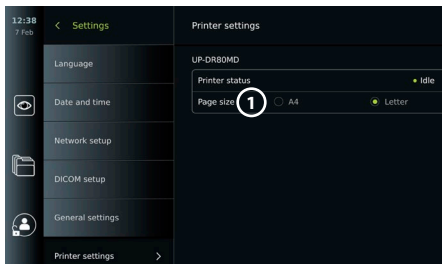 12:38
7 Feb
< Settings
Language
Date and time
Network setup
DICOM setup
General settings
Printer settings >
Printer settings
UP-DR80MD
Printer status • Idle
Page size 1 A4 Letter